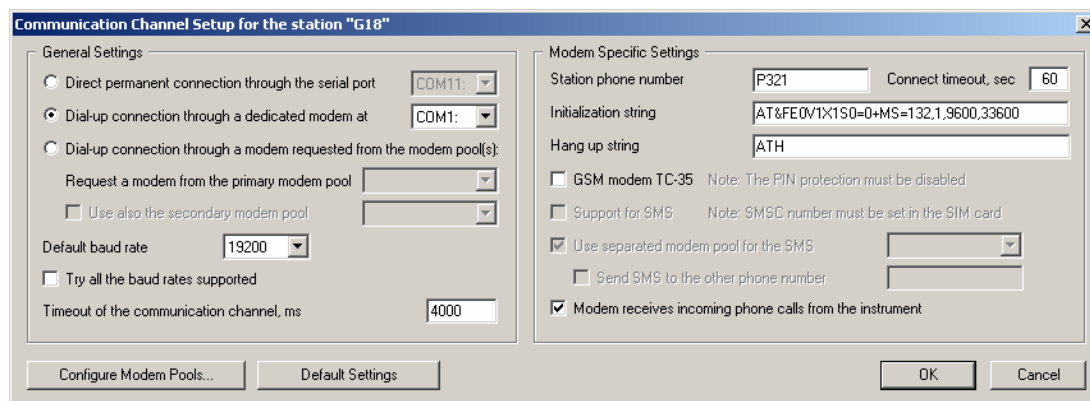 Communication Channel Setup for the station "G18"
General Settings
Direct permanent connection through the serial port COM11:
Dial-up connection through a dedicated modem at COM1:
Dial-up connection through a modem requested from the modem pool(s):
Request a modem from the primary modem pool
Use also the secondary modem pool
Default baud rate 19200
Try all the baud rates supported
Timeout of the communication channel, ms 4000
Modem Specific Settings
Station phone number P321 Connect timeout, sec 60
Initialization string AT&FE0V1X1S0=0+MS=132,1,9600,33600
Hang up string ATH
GSM modem TC-35 Note: The PIN protection must be disabled
Support for SMS Note: SMSC number must be set in the SIM card
Use separated modem pool for the SMS
Send SMS to the other phone number
Modem receives incoming phone calls from the instrument
Configure Modem Pools... Default Settings OK Cancel